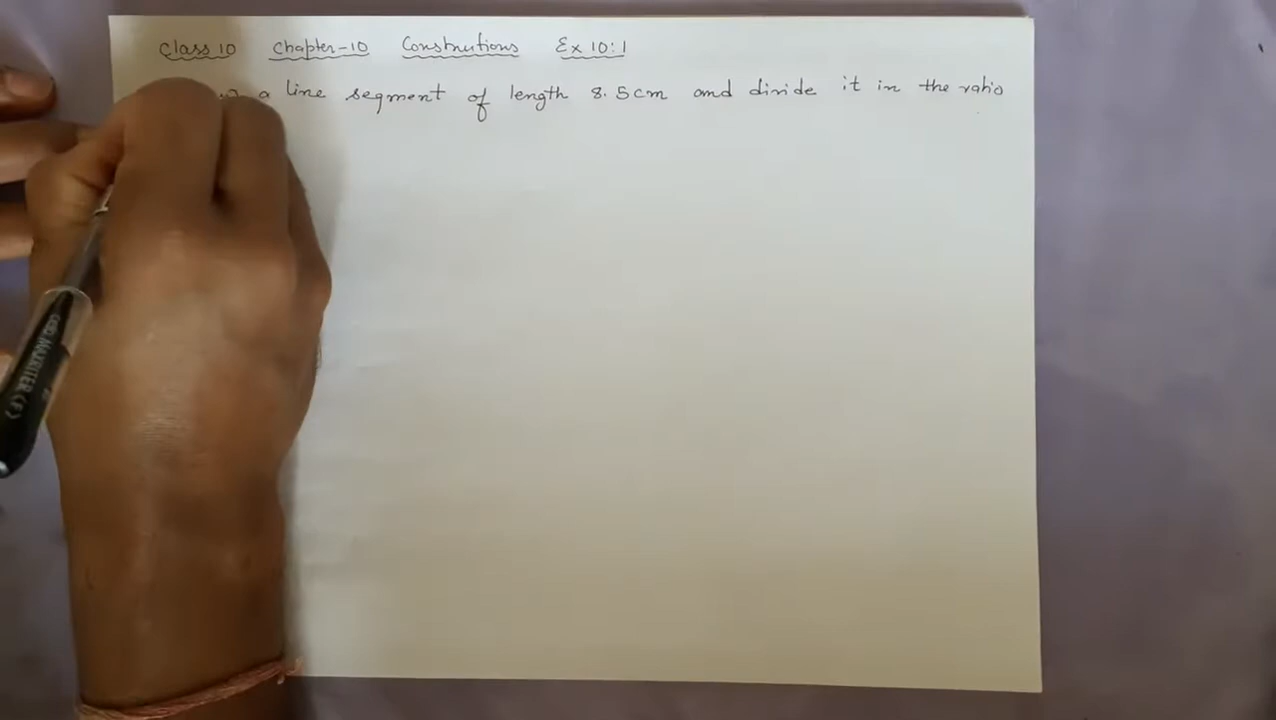 Class 10 Chapter-10 Constructions Ex 10:1
a line segment of length 8.5cm and divide it in the ratio